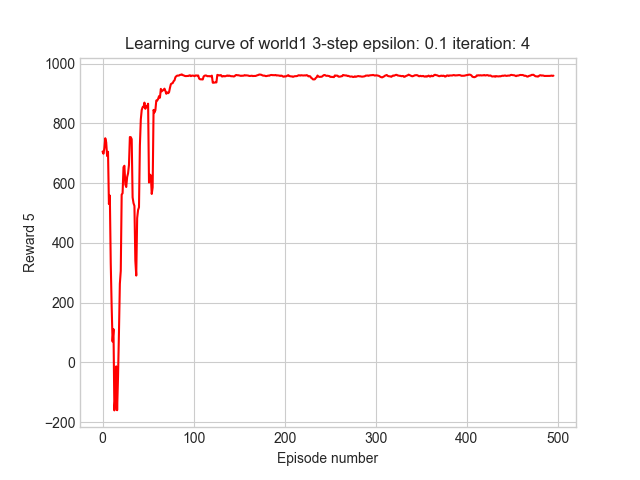 Learning curve of world1 3-step epsilon: 0.1 iteration: 4
1000
800
600
400
200
0
−200
Reward 5
0 100 200 300 400 500
Episode number